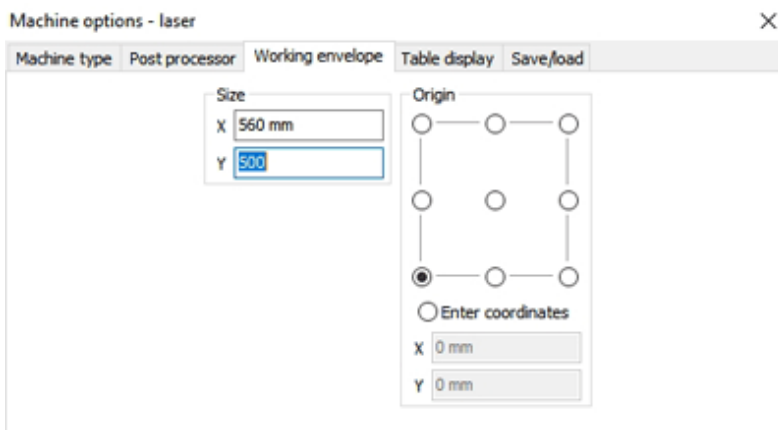 Machine options - laser
Machine type Post processor Working envelope Table display Save/load
Size
X 560 mm
Y 500
Origin
Enter coordinates
X 0 mm
Y 0 mm